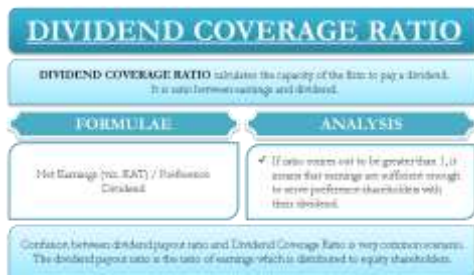 DIVIDEND COVERAGE RATIO
DIVIDEND COVERAGE RATIO calculates the capacity of the firm to pay a dividend.
It is ratio between earnings and dividend.
FORMULAE
Net Earnings (viz. EAT) / Preference
Dividend
ANALYSIS
✓ If ratio comes out to be greater than 1, it
means that earnings are sufficient enough
to serve preference shareholders with
their dividend.
Confusion between dividend payout ratio and Dividend Coverage Ratio is very common scenario.
The dividend payout ratio is the ratio of earnings which is distributed to equity shareholders.